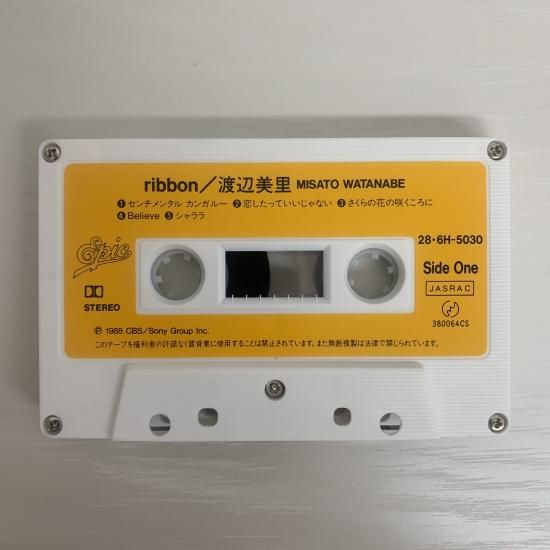 ribbon／渡辺美里 MISATO WATANABE
❶ センチメンタル カンガルー ❷ 恋したっていいじゃない ❸ さくらの花の咲くころに
❹ Believe ❺ シャララ
Epic
28・6H-5030
Side One
JASRAC
380064CS
STEREO
Ⓟ 1988 CBS/Sony Group Inc.
このテープを権利者の許諾なく賃貸業に使用することは禁止されています。また無断複製は法律で禁じられています。